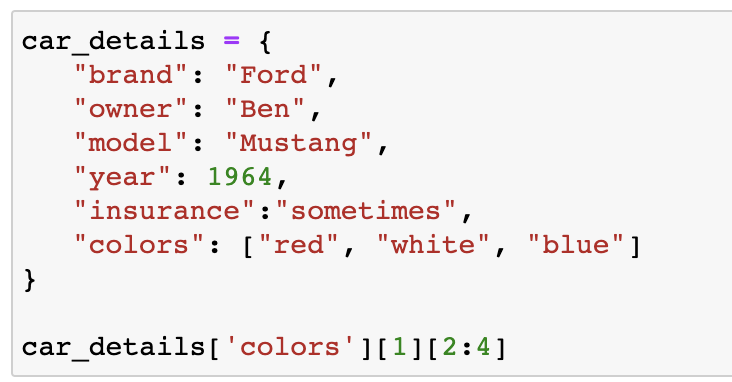 car_details = {
   "brand": "Ford",
   "owner": "Ben",
   "model": "Mustang",
   "year": 1964,
   "insurance":"sometimes",
   "colors": ["red", "white", "blue"]
}
car_details['colors'][1][2:4]